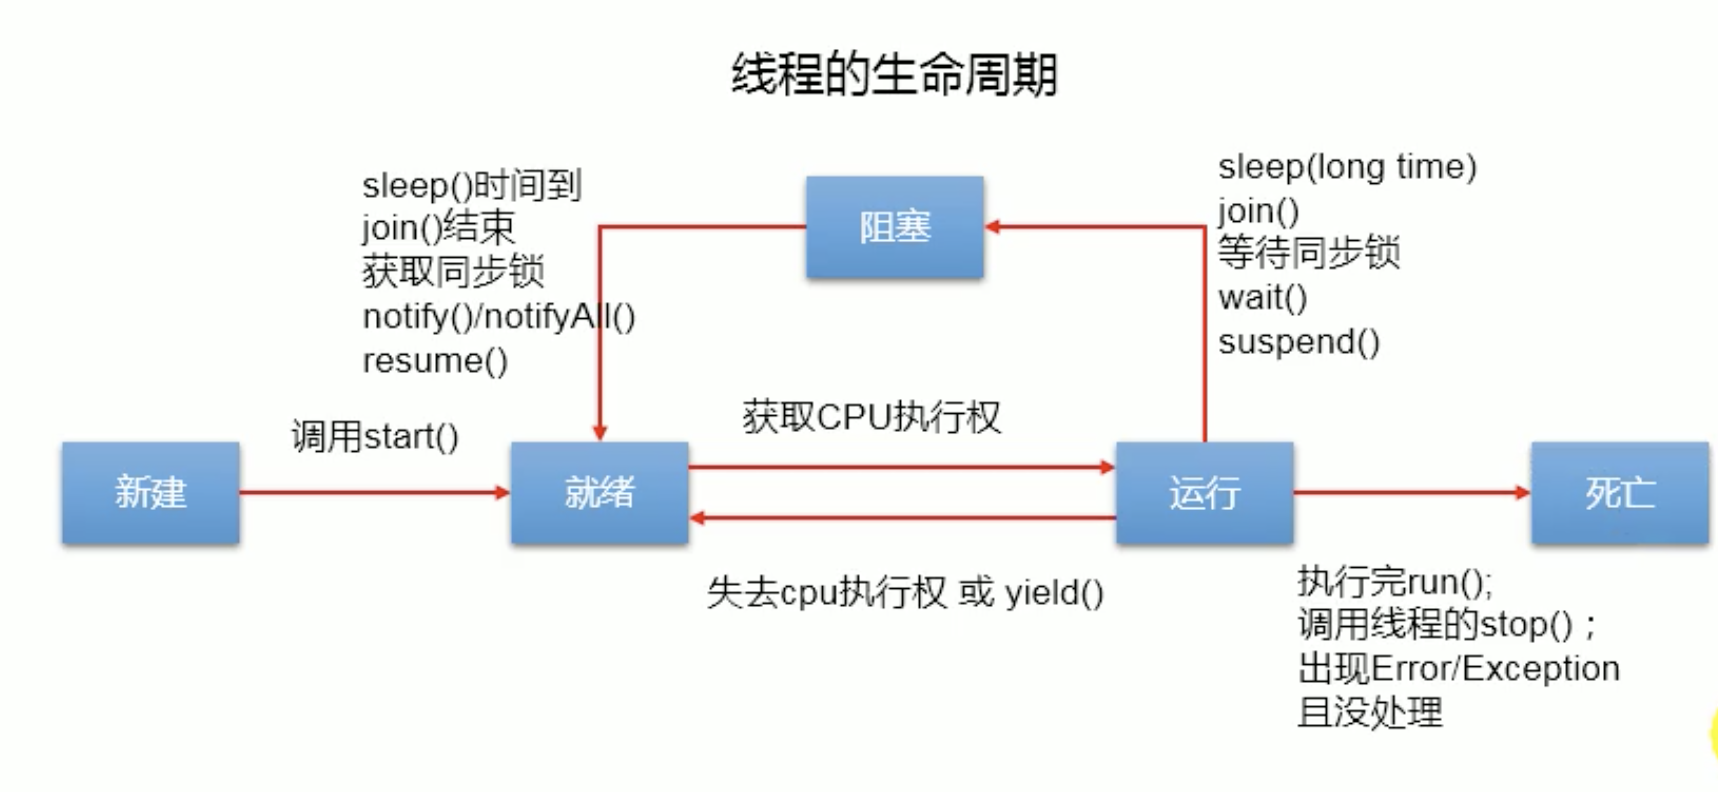 线程的生命周期
sleep()时间到
join()结束
获取同步锁
notify()/notifyAll()
resume()
阻塞
sleep(long time)
join()
等待同步锁
wait()
suspend()
调用start()
获取CPU执行权
新建
就绪
运行
死亡
失去cpu执行权 或 yield()
执行完run();
调用线程的stop() ;
出现Error/Exception
且没处理